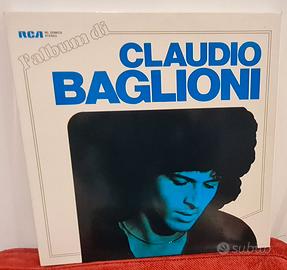 RCA
l'album di
CLAUDIO
BAGLIONI
subito